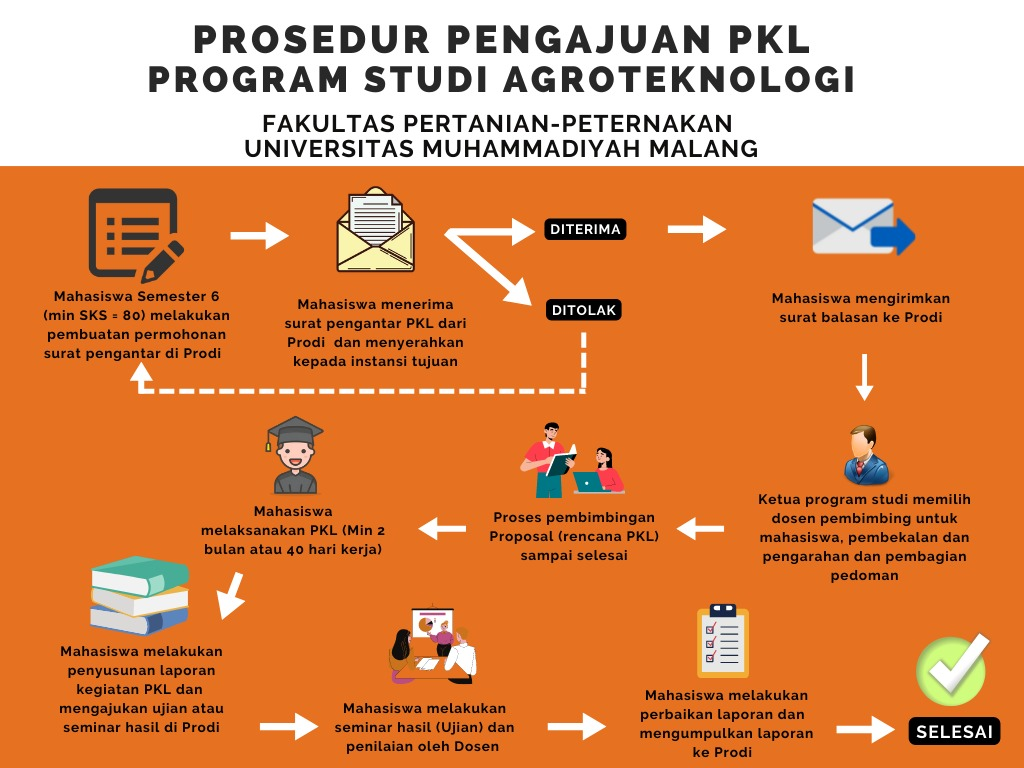 PROSEDUR PENGAJUAN PKL
PROGRAM STUDI AGROTEKNOLOGI
FAKULTAS PERTANIAN-PETERNAKAN
UNIVERSITAS MUHAMMADIYAH MALANG
Mahasiswa Semester 6
(min SKS = 80) melakukan
pembuatan permohonan
surat pengantar di Prodi
Mahasiswa menerima
surat pengantar PKL dari
Prodi dan menyerahkan
kepada instansi tujuan
DITERIMA
DITOLAK
Mahasiswa mengirimkan
surat balasan ke Prodi
Ketua program studi memilih
dosen pembimbing untuk
mahasiswa, pembekalan dan
pengarahan dan pembagian
pedoman
Proses pembimbingan
Proposal (rencana PKL)
sampai selesai
Mahasiswa
melaksanakan PKL (Min 2
bulan atau 40 hari kerja)
Mahasiswa melakukan
penyusunan laporan
kegiatan PKL dan
mengajukan ujian atau
seminar hasil di Prodi
Mahasiswa melakukan
seminar hasil (Ujian) dan
penilaian oleh Dosen
Mahasiswa melakukan
perbaikan laporan dan
mengumpulkan laporan
ke Prodi
SELESAI